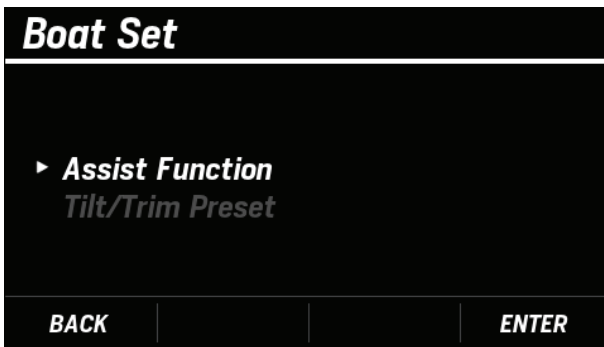 Boat Set
Assist Function
Tilt/Trim Preset
BACK ENTER